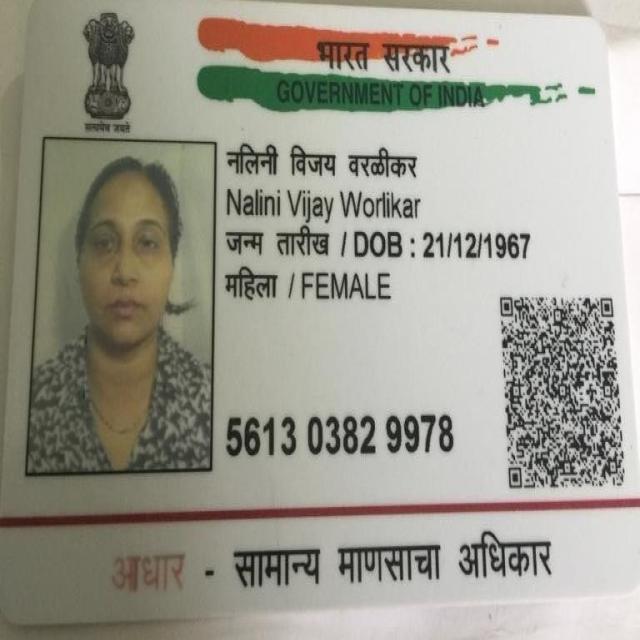 भारत सरकार
GOVERNMENT OF INDIA
सत्यमेव जयते
नलिनी विजय वरळीकर
Nalini Vijay Worlikar
जन्म तारीख / DOB : 21/12/1967
महिला / FEMALE
5613 0382 9978
आधार - सामान्य माणसाचा अधिकार